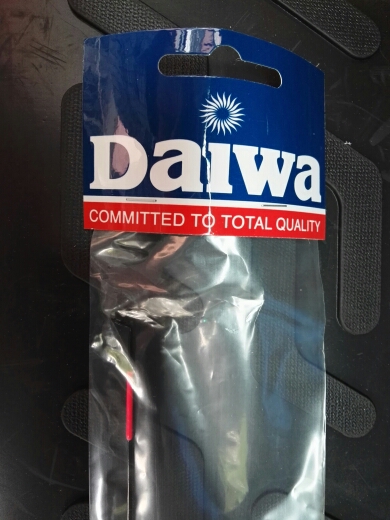 Daiwa
COMMITTED TO TOTAL QUALITY